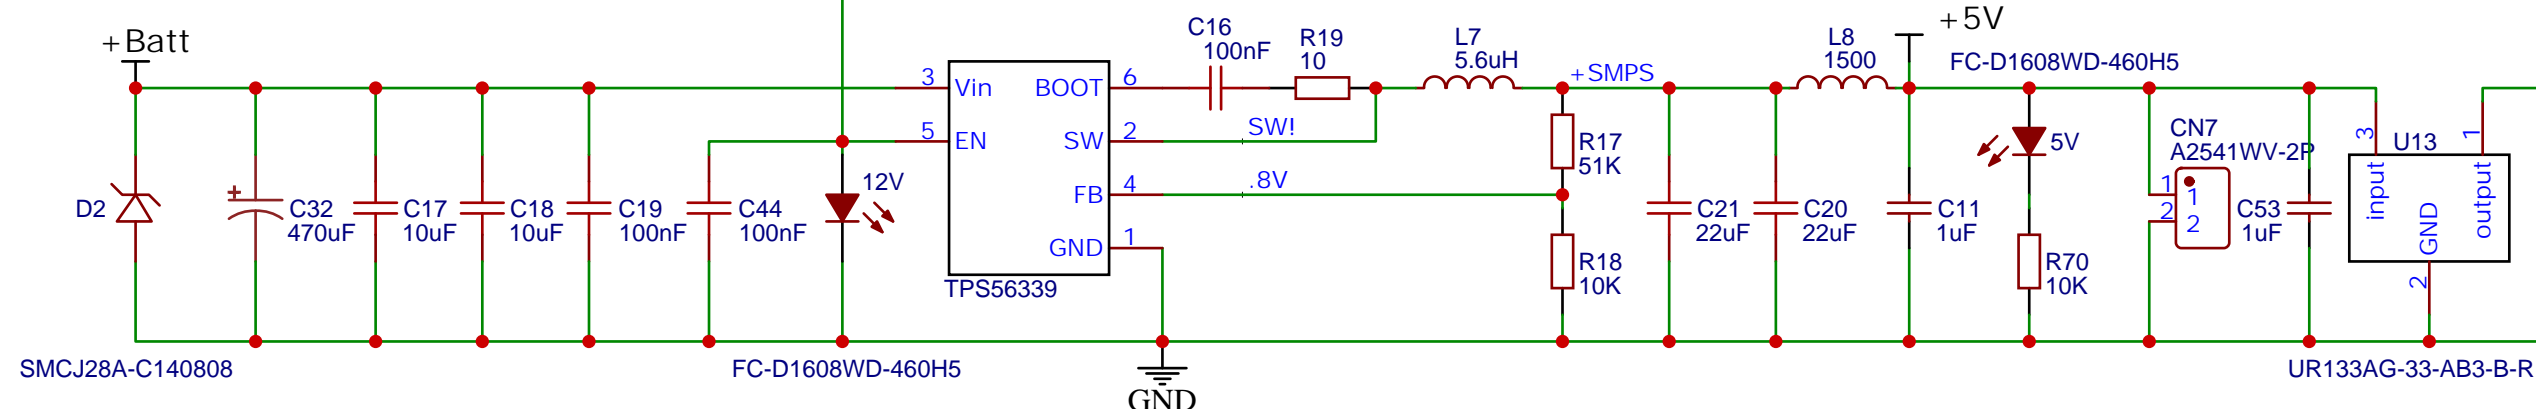 +Batt
D2
SMCJ28A-C140808
+
C32
470uF
C17
10uF
C18
10uF
C19
100nF
C44
100nF
12V
FC-D1608WD-460H5
3
Vin
5
EN
BOOT
6
SW
2
FB
4
GND
1
TPS56339
GND
C16
100nF
R19
10
SW!
.8V
L7
5.6uH
+SMPS
R17
51K
R18
10K
C21
22uF
C20
22uF
L8
1500
+5V
C11
1uF
FC-D1608WD-460H5
5V
R70
10K
CN7
A2541WV-2P
1
2
1
2
C53
1uF
3
U13
1
input
GND
output
2
UR133AG-33-AB3-B-R